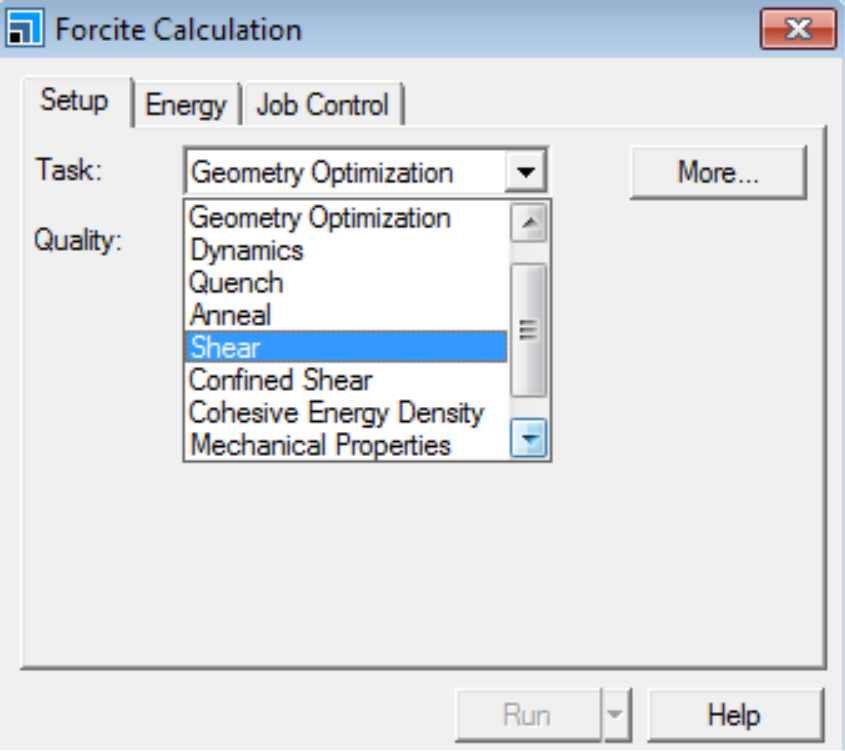 Forcite Calculation
Setup Energy Job Control
Task: Geometry Optimization More...
Quality:
Geometry Optimization
Dynamics
Quench
Anneal
Shear
Confined Shear
Cohesive Energy Density
Mechanical Properties
Run Help